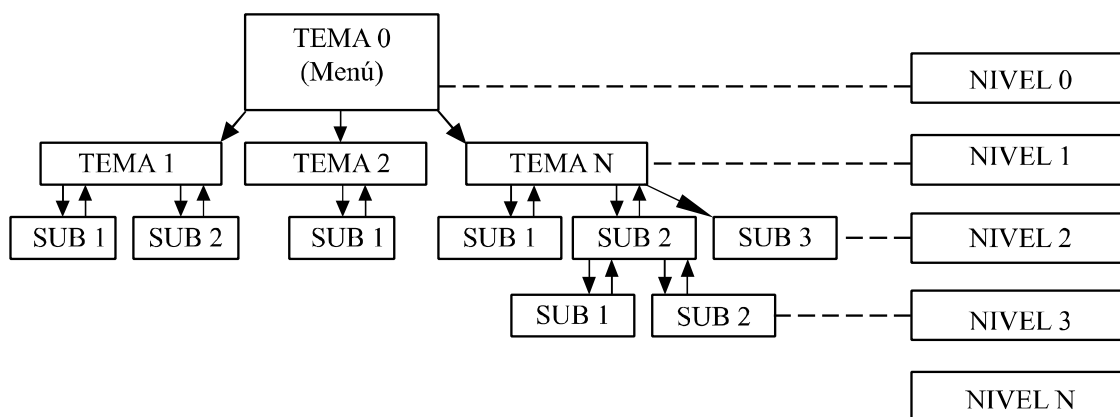 TEMA 0
(Menú)
NIVEL 0
TEMA 1
TEMA 2
TEMA N
NIVEL 1
SUB 1
SUB 2
SUB 1
SUB 1
SUB 2
SUB 3
NIVEL 2
SUB 1
SUB 2
NIVEL 3
NIVEL N